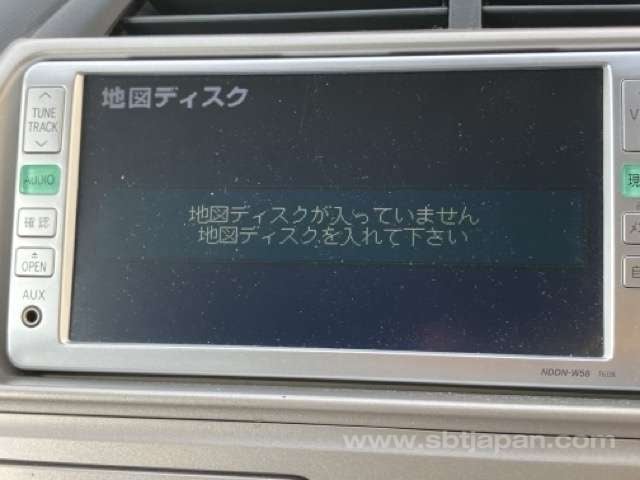 地図ディスク
TUNE
TRACK
AUDIO
地図ディスクが入っていません
地図ディスクを入れて下さい
確認
OPEN
AUX
V
現
自
NDDN-W56
www.sbtjapan.com